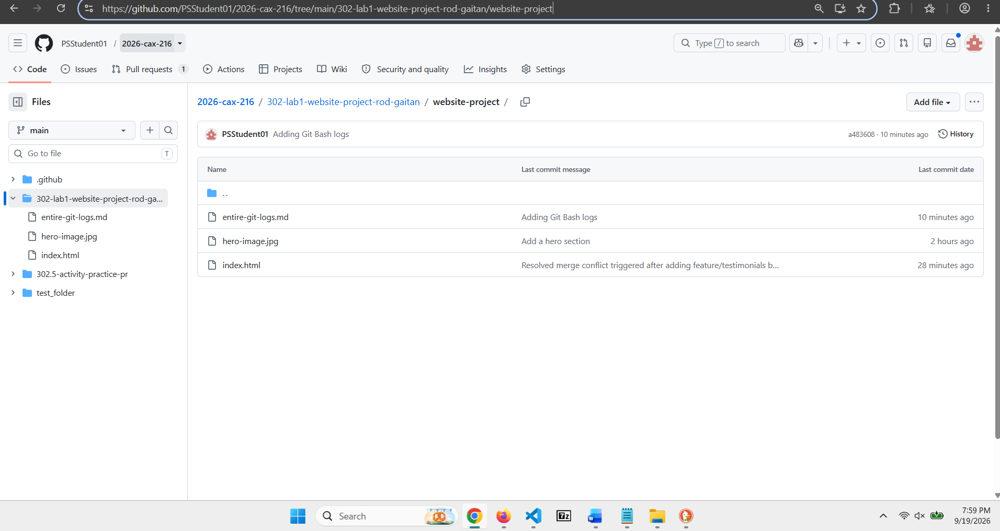 https://github.com/PSStudent01/2026-cax-216/tree/main/302-lab1-website-project-rod-gaitan/website-project
PSStudent01 / 2026-cax-216
Type / to search
Code
Issues
Pull requests 1
Actions
Projects
Wiki
Security and quality
Insights
Settings
Files
main
Go to file
T
.github
302-lab1-website-project-rod-ga...
entire-git-logs.md
hero-image.jpg
index.html
302.5-activity-practice-pr
test_folder
2026-cax-216 / 302-lab1-website-project-rod-gaitan / website-project /
Add file
PSStudent01 Adding Git Bash logs
a483608 · 10 minutes ago
History
Name Last commit message Last commit date
..
entire-git-logs.md Adding Git Bash logs 10 minutes ago
hero-image.jpg Add a hero section 2 hours ago
index.html Resolved merge conflict triggered after adding feature/testimonials b... 28 minutes ago
Search
7z
W
7:59 PM
9/19/2026